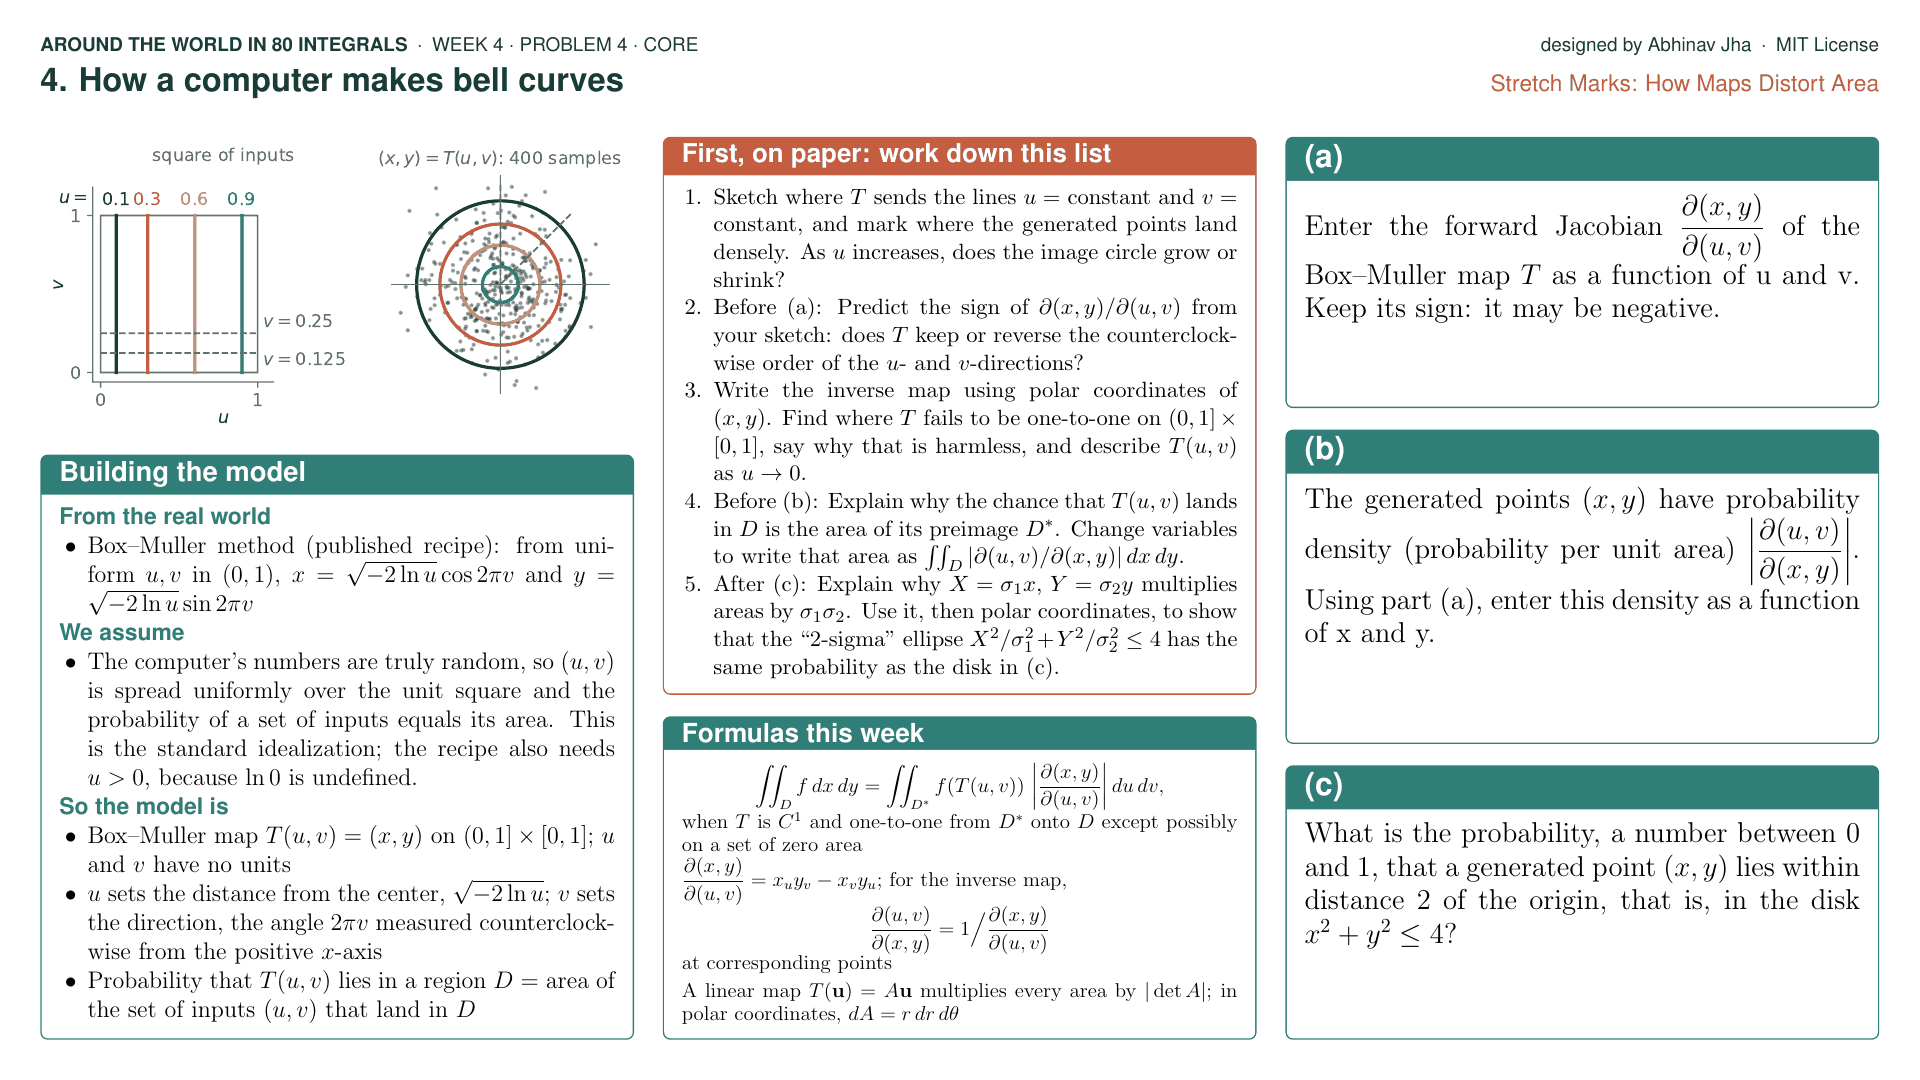 AROUND THE WORLD IN 80 INTEGRALS · WEEK 4 · PROBLEM 4 · CORE
designed by Abhinav Jha · MIT License
4. How a computer makes bell curves
Stretch Marks: How Maps Distort Area
square of inputs
u = 0.1 0.3 0.6 0.9
1
v
v = 0.25
v = 0.125
0
0 1
u
(x, y) = T(u, v): 400 samples
Building the model
From the real world
• Box–Muller method (published recipe): from uni-
form u, v in (0, 1), x = √(−2 ln u) cos 2πv and y =
√(−2 ln u) sin 2πv
We assume
• The computer's numbers are truly random, so (u, v)
is spread uniformly over the unit square and the
probability of a set of inputs equals its area. This
is the standard idealization; the recipe also needs
u > 0, because ln 0 is undefined.
So the model is
• Box–Muller map T(u, v) = (x, y) on (0, 1] × [0, 1]; u
and v have no units
• u sets the distance from the center, √(−2 ln u); v sets
the direction, the angle 2πv measured counterclock-
wise from the positive x-axis
• Probability that T(u, v) lies in a region D = area of
the set of inputs (u, v) that land in D
First, on paper: work down this list
1. Sketch where T sends the lines u = constant and v =
constant, and mark where the generated points land
densely. As u increases, does the image circle grow or
shrink?
2. Before (a): Predict the sign of ∂(x, y)/∂(u, v) from
your sketch: does T keep or reverse the counterclock-
wise order of the u- and v-directions?
3. Write the inverse map using polar coordinates of
(x, y). Find where T fails to be one-to-one on (0, 1] ×
[0, 1], say why that is harmless, and describe T(u, v)
as u → 0.
4. Before (b): Explain why the chance that T(u, v) lands
in D is the area of its preimage D*. Change variables
to write that area as ∬_D |∂(u, v)/∂(x, y)| dx dy.
5. After (c): Explain why X = σ₁x, Y = σ₂y multiplies
areas by σ₁σ₂. Use it, then polar coordinates, to show
that the “2-sigma” ellipse X²/σ₁² + Y²/σ₂² ≤ 4 has the
same probability as the disk in (c).
Formulas this week
∬_D f dx dy = ∬_D* f(T(u, v)) |∂(x, y)/∂(u, v)| du dv,
when T is C¹ and one-to-one from D* onto D except possibly
on a set of zero area
∂(x, y)/∂(u, v) = x_u y_v − x_v y_u; for the inverse map,
∂(u, v)/∂(x, y) = 1 / ∂(x, y)/∂(u, v)
at corresponding points
A linear map T(u) = Au multiplies every area by | det A|; in
polar coordinates, dA = r dr dθ
(a)
Enter the forward Jacobian ∂(x, y)/∂(u, v) of the
Box–Muller map T as a function of u and v.
Keep its sign: it may be negative.
(b)
The generated points (x, y) have probability
density (probability per unit area) |∂(u, v)/∂(x, y)|.
Using part (a), enter this density as a function
of x and y.
(c)
What is the probability, a number between 0
and 1, that a generated point (x, y) lies within
distance 2 of the origin, that is, in the disk
x² + y² ≤ 4?